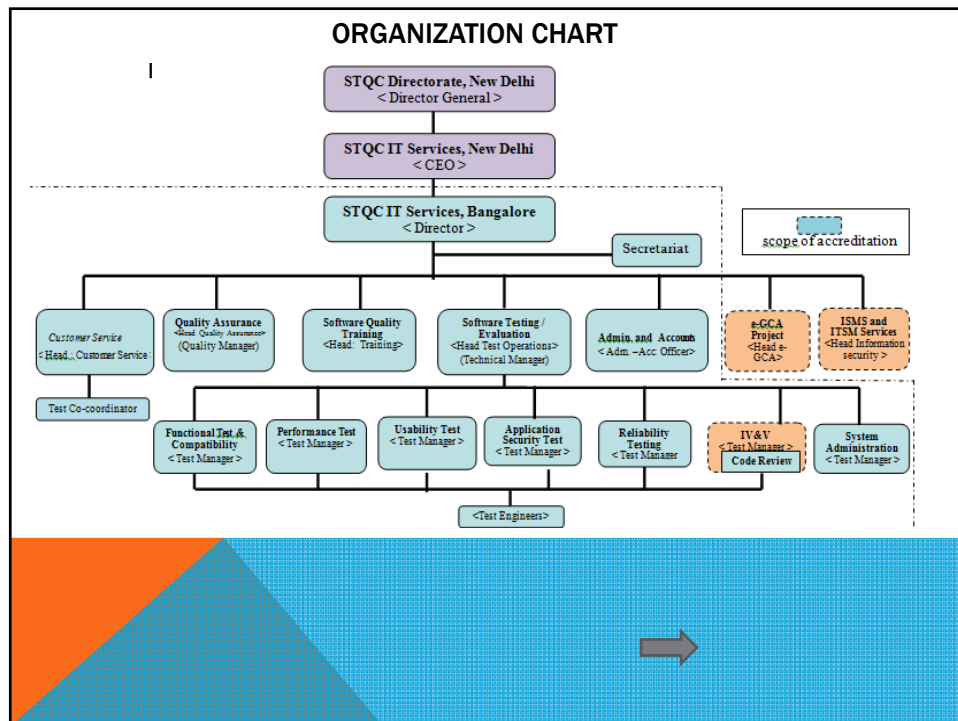 ORGANIZATION CHART
STQC Directorate, New Delhi
< Director General >
STQC IT Services, New Delhi
< CEO >
STQC IT Services, Bangalore
< Director >
Secretariat
scope of accreditation
Customer Service
< Head, Customer Service
Quality Assurance
<Head Quality Assurance>
(Quality Manager)
Software Quality
Training
<Head: Training>
Software Testing /
Evaluation
<Head Test Operations>
(Technical Manager)
Admin. and Accounts
< Adm. –Acc. Officer>
e-GCA
Project
<Head e-
GCA>
ISMS and
ITSM Services
<Head Information
security >
Test Co-coordinator
Functional Test &
Compatibility
< Test Manager >
Performance Test
< Test Manager >
Usability Test
< Test Manager >
Application
Security Test
< Test Manager >
Reliability
Testing
< Test Manager
IV&V
< Test Manager >
Code Review
System
Administration
< Test Manager >
<Test Engineers>